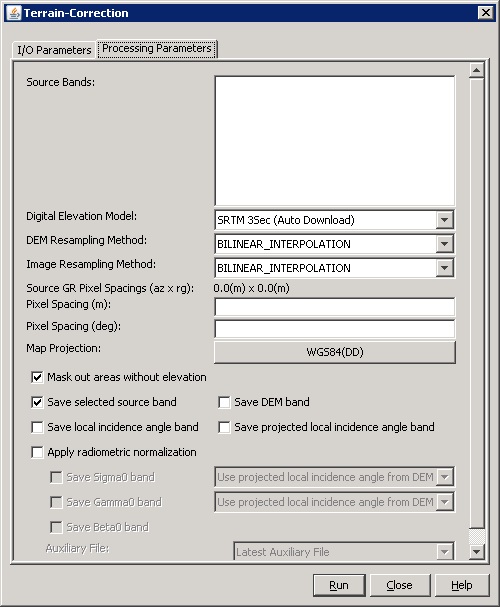 Terrain-Correction
I/O Parameters Processing Parameters
Source Bands:
Digital Elevation Model: SRTM 3Sec (Auto Download)
DEM Resampling Method: BILINEAR_INTERPOLATION
Image Resampling Method: BILINEAR_INTERPOLATION
Source GR Pixel Spacings (az x rg): 0.0(m) x 0.0(m)
Pixel Spacing (m):
Pixel Spacing (deg):
Map Projection: WGS84(DD)
Mask out areas without elevation
Save selected source band Save DEM band
Save local incidence angle band Save projected local incidence angle band
Apply radiometric normalization
Save Sigma0 band Use projected local incidence angle from DEM
Save Gamma0 band Use projected local incidence angle from DEM
Save Beta0 band
Auxiliary File: Latest Auxiliary File
Run Close Help